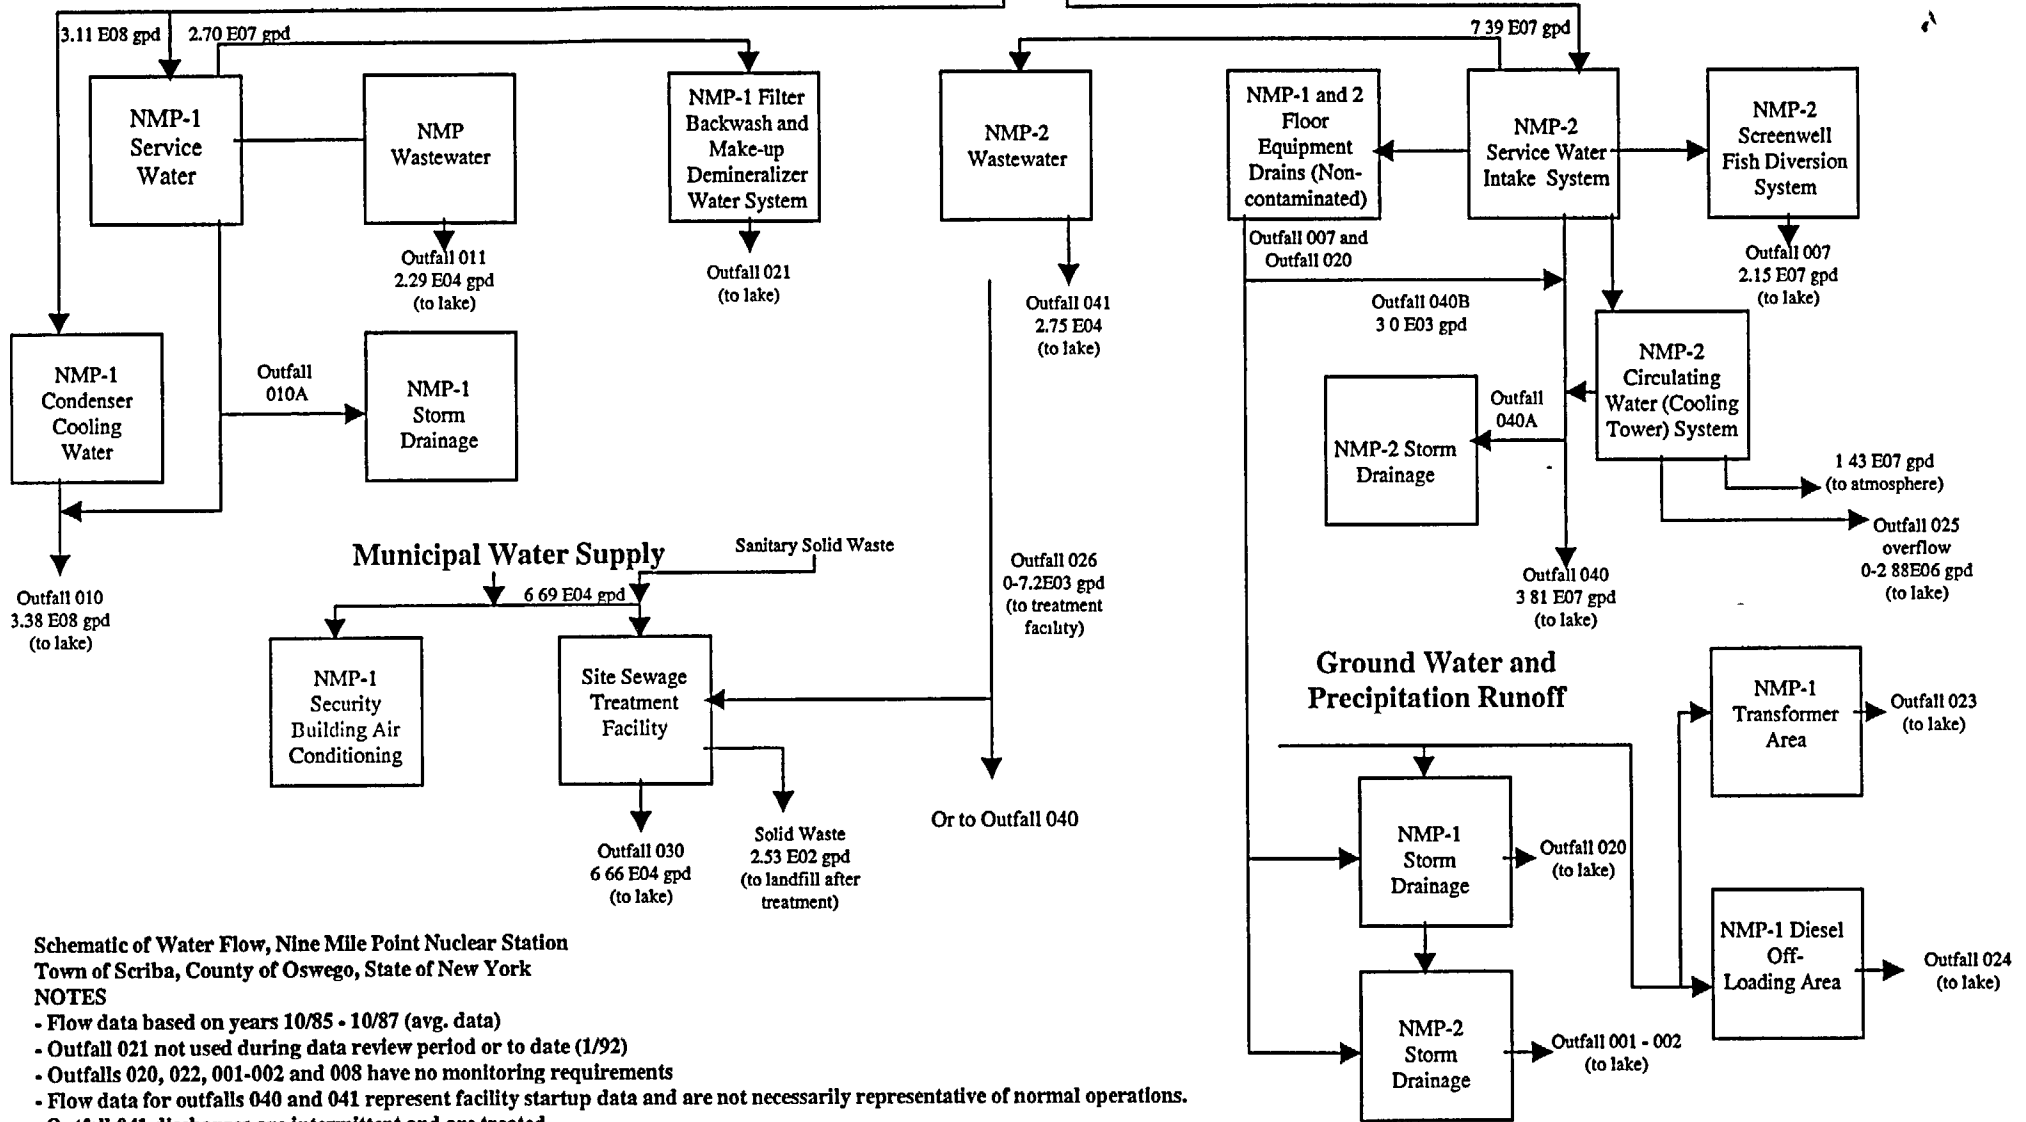 3.11 E08 gpd
2.70 E07 gpd
7 39 E07 gpd
NMP-1
Service
Water
NMP
Wastewater
NMP-1 Filter
Backwash and
Make-up
Demineralizer
Water System
NMP-2
Wastewater
NMP-1 and 2
Floor
Equipment
Drains (Non-
contaminated)
NMP-2
Service Water
Intake System
NMP-2
Screenwell
Fish Diversion
System
Outfall 011
2.29 E04 gpd
(to lake)
Outfall 021
(to lake)
Outfall 041
2.75 E04
(to lake)
Outfall 007 and
Outfall 020
Outfall 040B
3 0 E03 gpd
Outfall 007
2.15 E07 gpd
(to lake)
NMP-1
Condenser
Cooling
Water
Outfall
010A
NMP-1
Storm
Drainage
NMP-2 Storm
Drainage
Outfall
040A
NMP-2
Circulating
Water (Cooling
Tower) System
1 43 E07 gpd
(to atmosphere)
Outfall 025
overflow
0-2 88E06 gpd
(to lake)
Outfall 010
3.38 E08 gpd
(to lake)
Municipal Water Supply
Sanitary Solid Waste
6 69 E04 gpd
Outfall 026
0-7.2E03 gpd
(to treatment
facility)
Outfall 040
3 81 E07 gpd
(to lake)
NMP-1
Security
Building Air
Conditioning
Site Sewage
Treatment
Facility
Ground Water and
Precipitation Runoff
NMP-1
Transformer
Area
Outfall 023
(to lake)
Outfall 030
6 66 E04 gpd
(to lake)
Solid Waste
2.53 E02 gpd
(to landfill after
treatment)
Or to Outfall 040
NMP-1
Storm
Drainage
Outfall 020
(to lake)
NMP-1 Diesel
Off-
Loading Area
Outfall 024
(to lake)
NMP-2
Storm
Drainage
Outfall 001 - 002
(to lake)
Schematic of Water Flow, Nine Mile Point Nuclear Station
Town of Scriba, County of Oswego, State of New York
NOTES
- Flow data based on years 10/85 - 10/87 (avg. data)
- Outfall 021 not used during data review period or to date (1/92)
- Outfalls 020, 022, 001-002 and 008 have no monitoring requirements
- Flow data for outfalls 040 and 041 represent facility startup data and are not necessarily representative of normal operations.